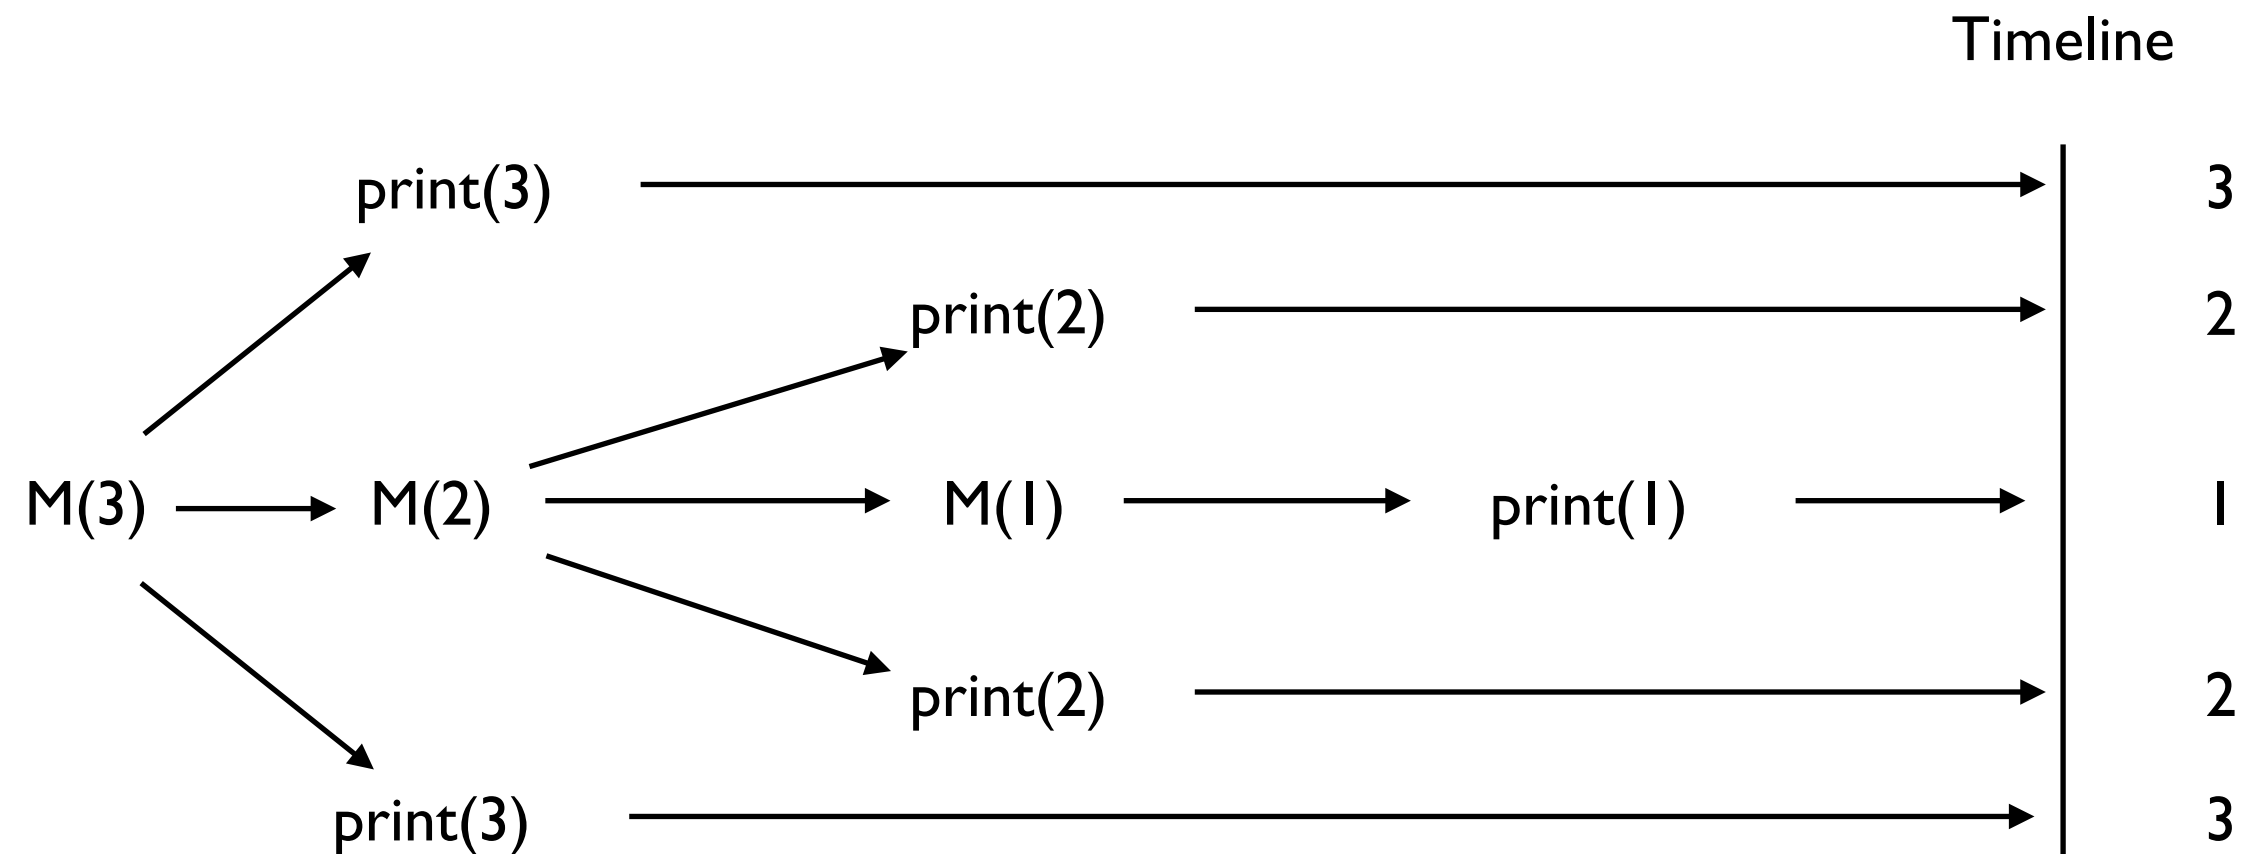 Timeline
print(3) 3
print(2) 2
M(3) M(2) M(1) print(1) 1
print(2) 2
print(3) 3